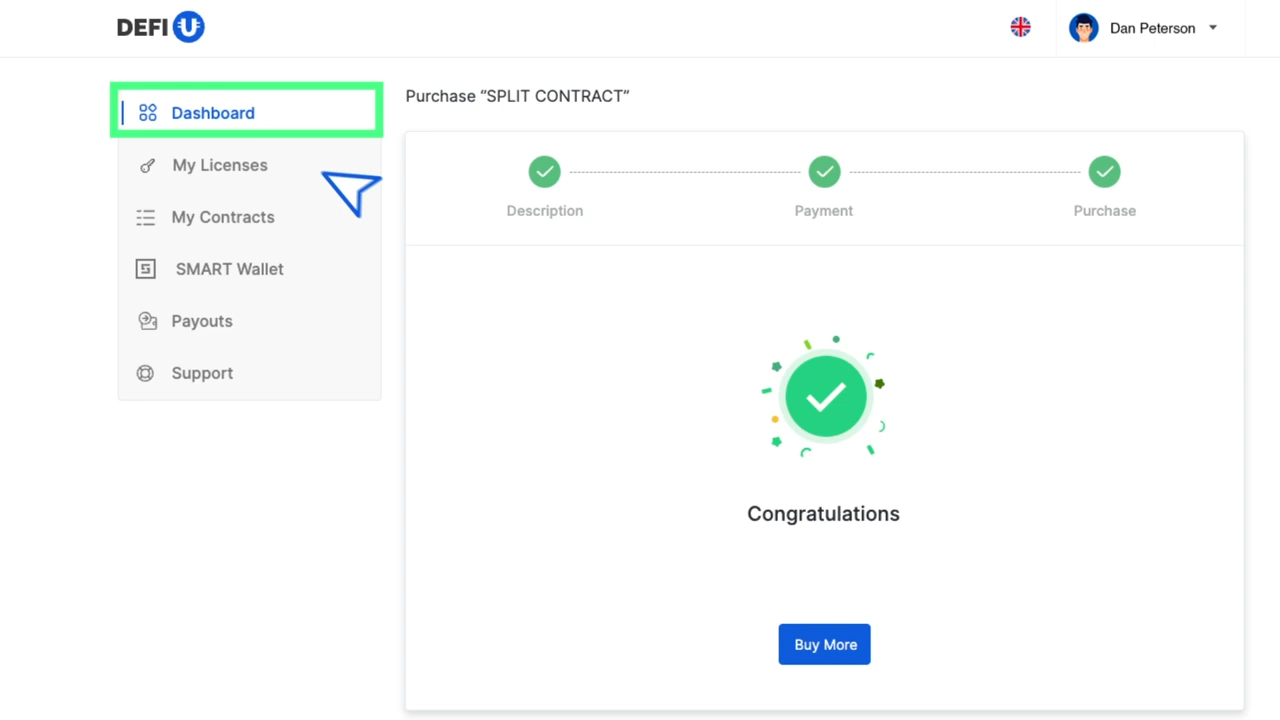 DEFI U
Dan Peterson
Dashboard
My Licenses
My Contracts
SMART Wallet
Payouts
Support
Purchase “SPLIT CONTRACT”
Description
Payment
Purchase
Congratulations
Buy More